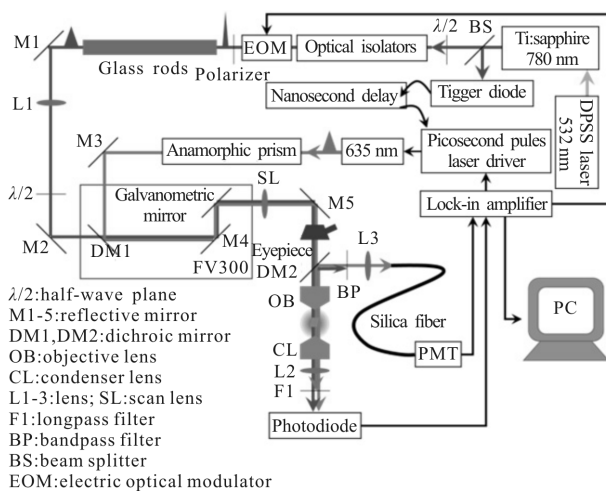 M1
Glass rods
Polarizer
EOM
Optical isolators
λ/2
BS
Ti:sapphire
780 nm
L1
Nanosecond delay
Tigger diode
DPSS laser
532 nm
M3
Anamorphic prism
635 nm
Picosecond pules
laser driver
λ/2
Galvanometric
mirror
SL
M5
Lock-in amplifier
M2
DM1
M4
FV300
Eyepiece
DM2
L3
BP
OB
Silica fiber
PC
CL
L2
PMT
F1
Photodiode
λ/2:half-wave plane
M1-5:reflective mirror
DM1,DM2:dichroic mirror
OB:objective lens
CL:condenser lens
L1-3:lens; SL:scan lens
F1:longpass filter
BP:bandpass filter
BS:beam splitter
EOM:electric optical modulator